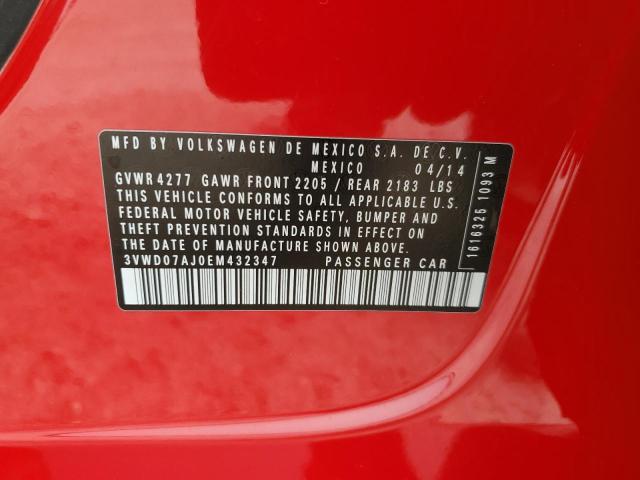 MFD BY VOLKSWAGEN DE MEXICO S.A. DE C.V.
MEXICO 04/14
GVWR 4277 GAWR FRONT 2205 / REAR 2183 LBS
THIS VEHICLE CONFORMS TO ALL APPLICABLE U.S.
FEDERAL MOTOR VEHICLE SAFETY, BUMPER AND
THEFT PREVENTION STANDARDS IN EFFECT ON
THE DATE OF MANUFACTURE SHOWN ABOVE.
3VWD07AJ0EM432347 PASSENGER CAR
1616325 1093 M